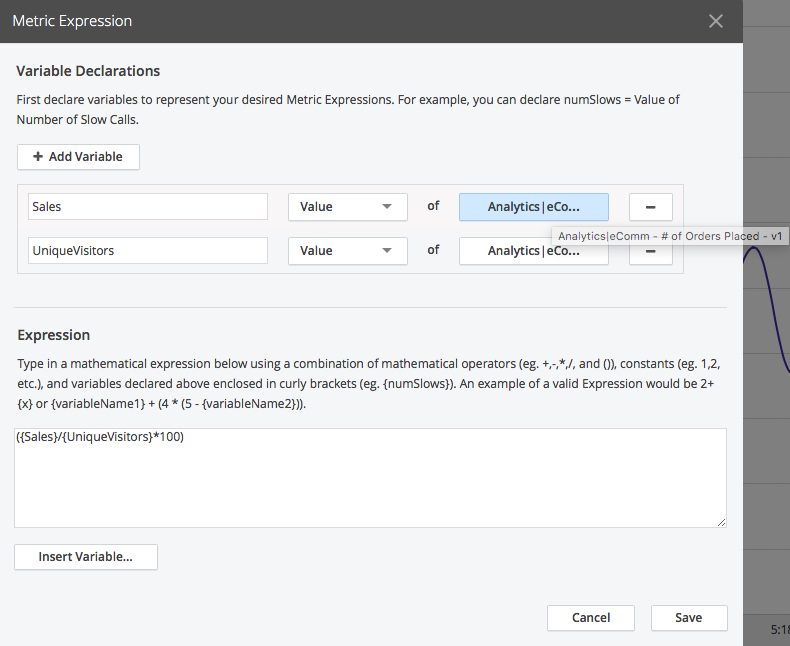 Metric Expression
Variable Declarations
First declare variables to represent your desired Metric Expressions. For example, you can declare numSlows = Value of
Number of Slow Calls.
+ Add Variable
Sales Value of Analytics|eCo... −
Analytics|eComm - # of Orders Placed - v1
UniqueVisitors Value of Analytics|eCo... −
Expression
Type in a mathematical expression below using a combination of mathematical operators (eg. +,-,*,/, and ()), constants (eg. 1,2,
etc.), and variables declared above enclosed in curly brackets (eg. {numSlows}). An example of a valid Expression would be 2+
{x} or {variableName1} + (4 * (5 - {variableName2})).
({Sales}/{UniqueVisitors}*100)
Insert Variable...
Cancel Save